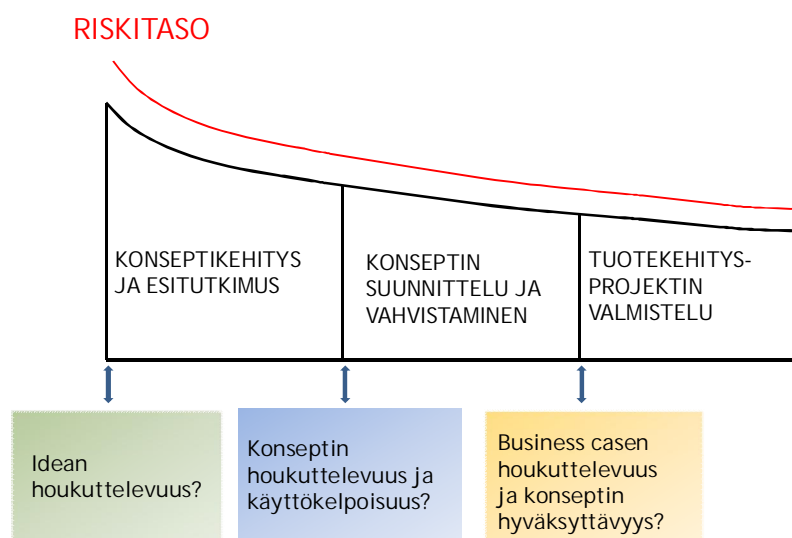 RISKITASO
KONSEPTIKEHITYS
JA ESITUTKIMUS
KONSEPTIN
SUUNNITTELU JA
VAHVISTAMINEN
TUOTEKEHITYS-
PROJEKTIN
VALMISTELU
Idean
houkuttelevuus?
Konseptin
houkuttelevuus ja
käyttökelpoisuus?
Business casen
houkuttelevuus
ja konseptin
hyväksyttävyys?